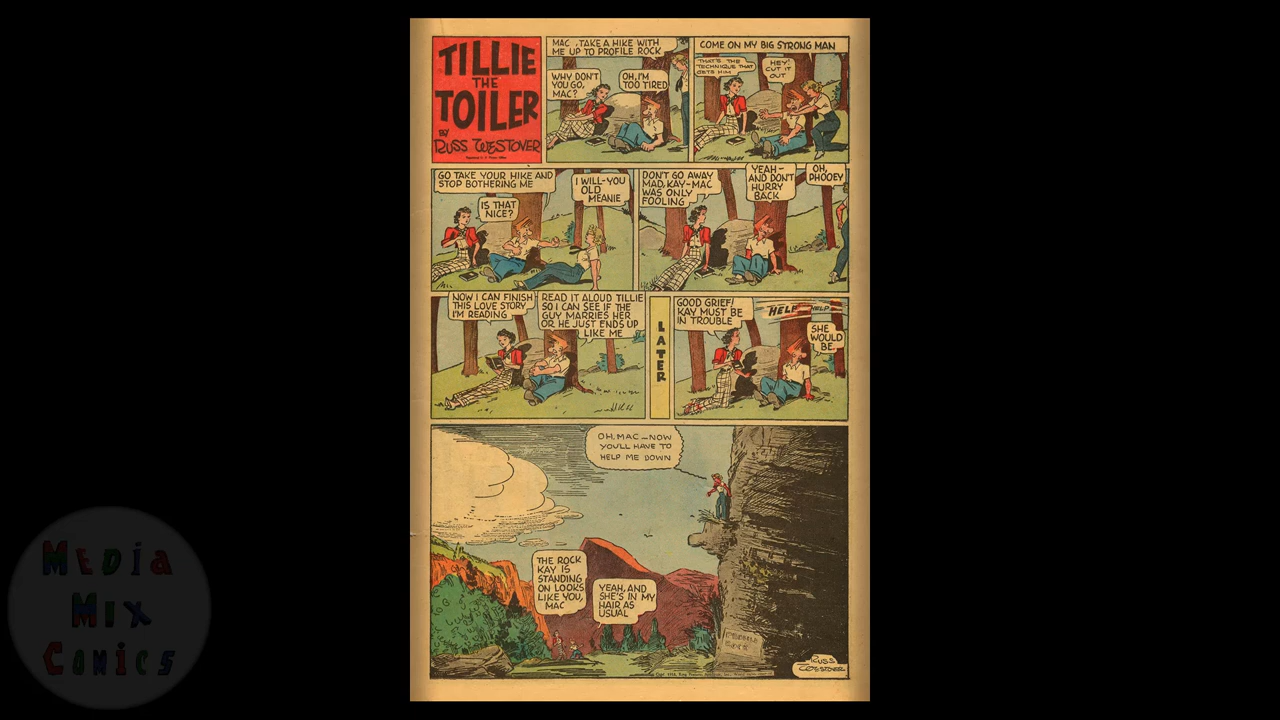 TILLIE
THE
TOILER
BY
RUSS WESTOVER
MAC, TAKE A HIKE WITH
ME UP TO PROFILE ROCK
WHY DON'T
YOU GO,
MAC?
OH, I'M
TOO TIRED
COME ON MY BIG STRONG MAN
THAT'S THE
TECHNIQUE THAT
GETS HIM
HEY!
CUT IT
OUT
GO TAKE YOUR HIKE AND
STOP BOTHERING ME
IS THAT
NICE?
I WILL-YOU
OLD
MEANIE
DON'T GO AWAY
MAD, KAY-MAC
WAS ONLY
FOOLING
YEAH-
AND DON'T
HURRY
BACK
OH,
PHOOEY
NOW I CAN FINISH
THIS LOVE STORY
I'M READING
READ IT ALOUD TILLIE
SO I CAN SEE IF THE
GUY MARRIES HER
OR HE JUST ENDS UP
LIKE ME
LATER
GOOD GRIEF!
KAY MUST BE
IN TROUBLE
HELP HELP
SHE
WOULD
BE
OH, MAC-NOW
YOU'LL HAVE TO
HELP ME DOWN
THE ROCK
KAY IS
STANDING
ON LOOKS
LIKE YOU,
MAC
YEAH, AND
SHE'S IN MY
HAIR AS
USUAL
PROFILE
ROCK
RUSS
WESTOVER
MEDIA
MIX
COMICS